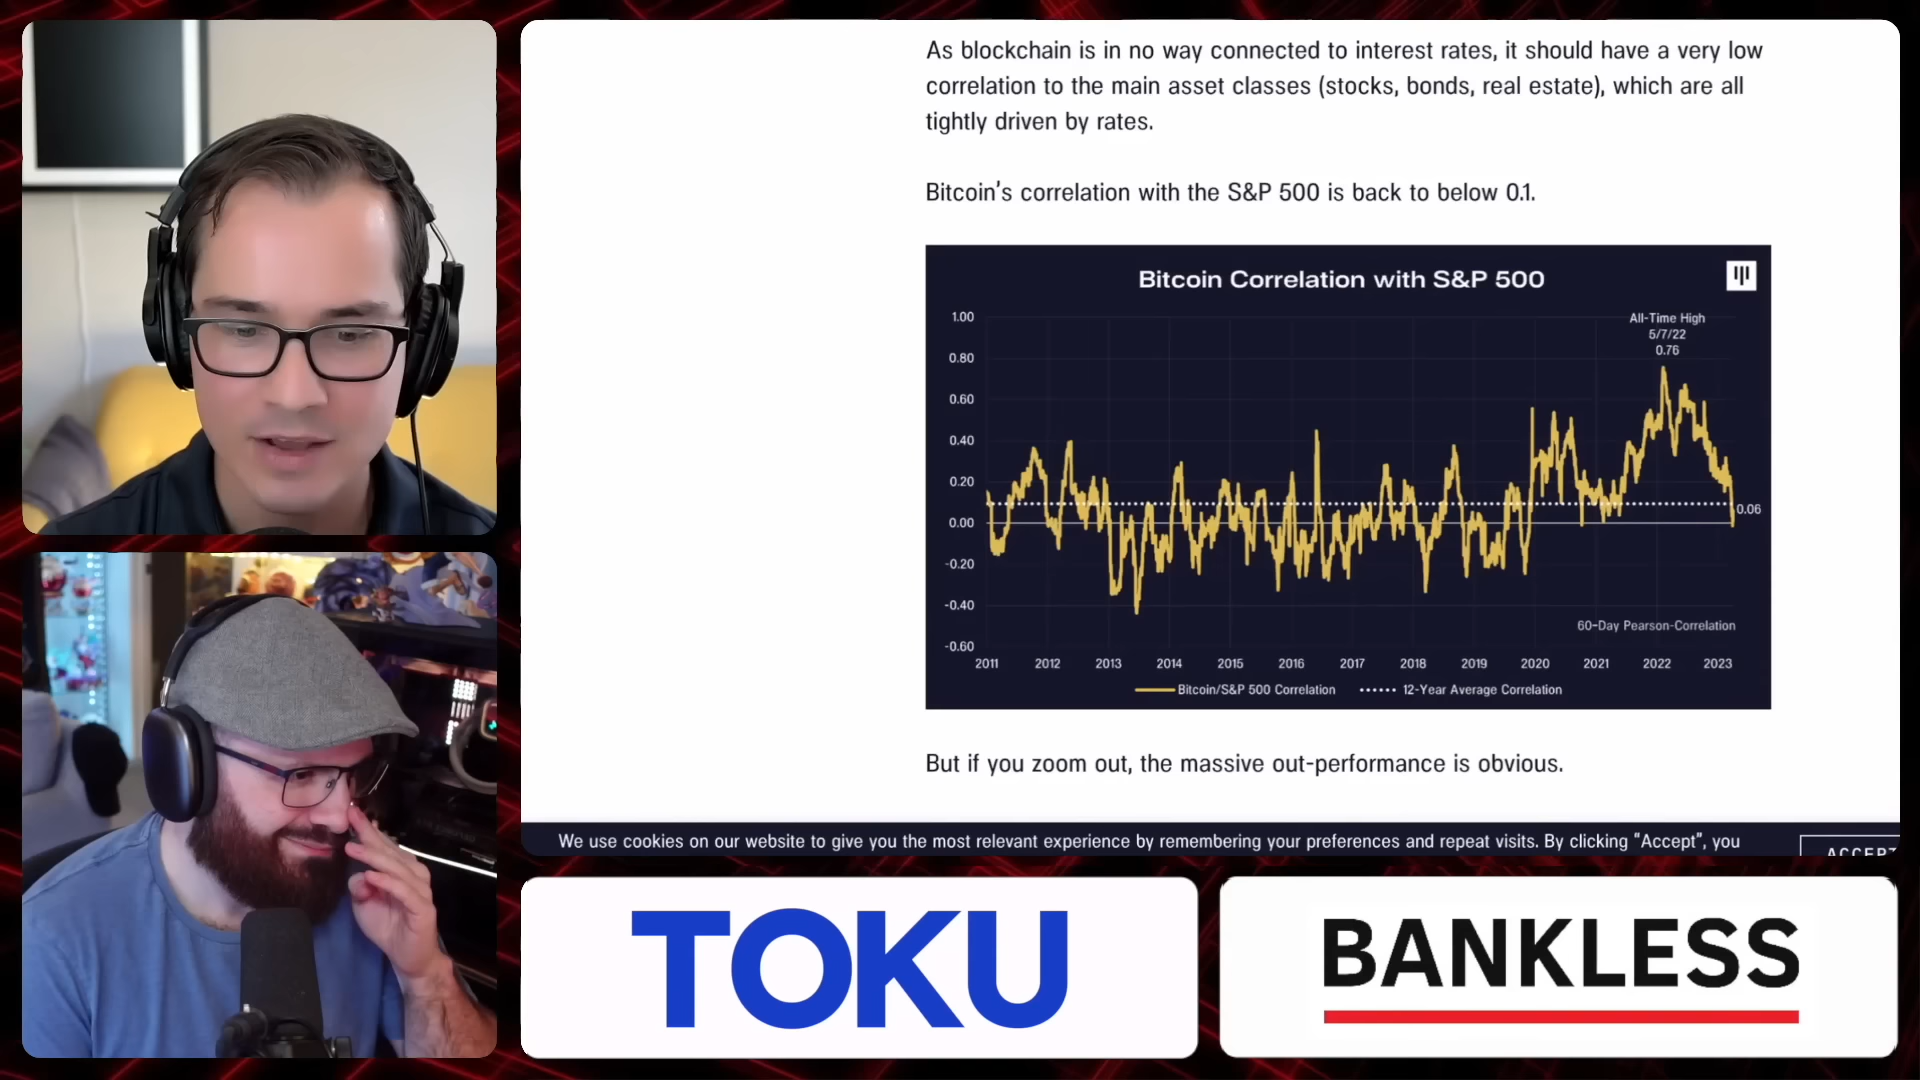 As blockchain is in no way connected to interest rates, it should have a very low
correlation to the main asset classes (stocks, bonds, real estate), which are all
tightly driven by rates.
Bitcoin's correlation with the S&P 500 is back to below 0.1.
Bitcoin Correlation with S&P 500
All-Time High
5/7/22
0.76
1.00
0.80
0.60
0.40
0.20
0.00
-0.20
-0.40
-0.60
0.06
60-Day Pearson-Correlation
2011 2012 2013 2014 2015 2016 2017 2018 2019 2020 2021 2022 2023
Bitcoin/S&P 500 Correlation 12-Year Average Correlation
But if you zoom out, the massive out-performance is obvious.
We use cookies on our website to give you the most relevant experience by remembering your preferences and repeat visits. By clicking "Accept", you
ACCEPT
TOKU
BANKLESS